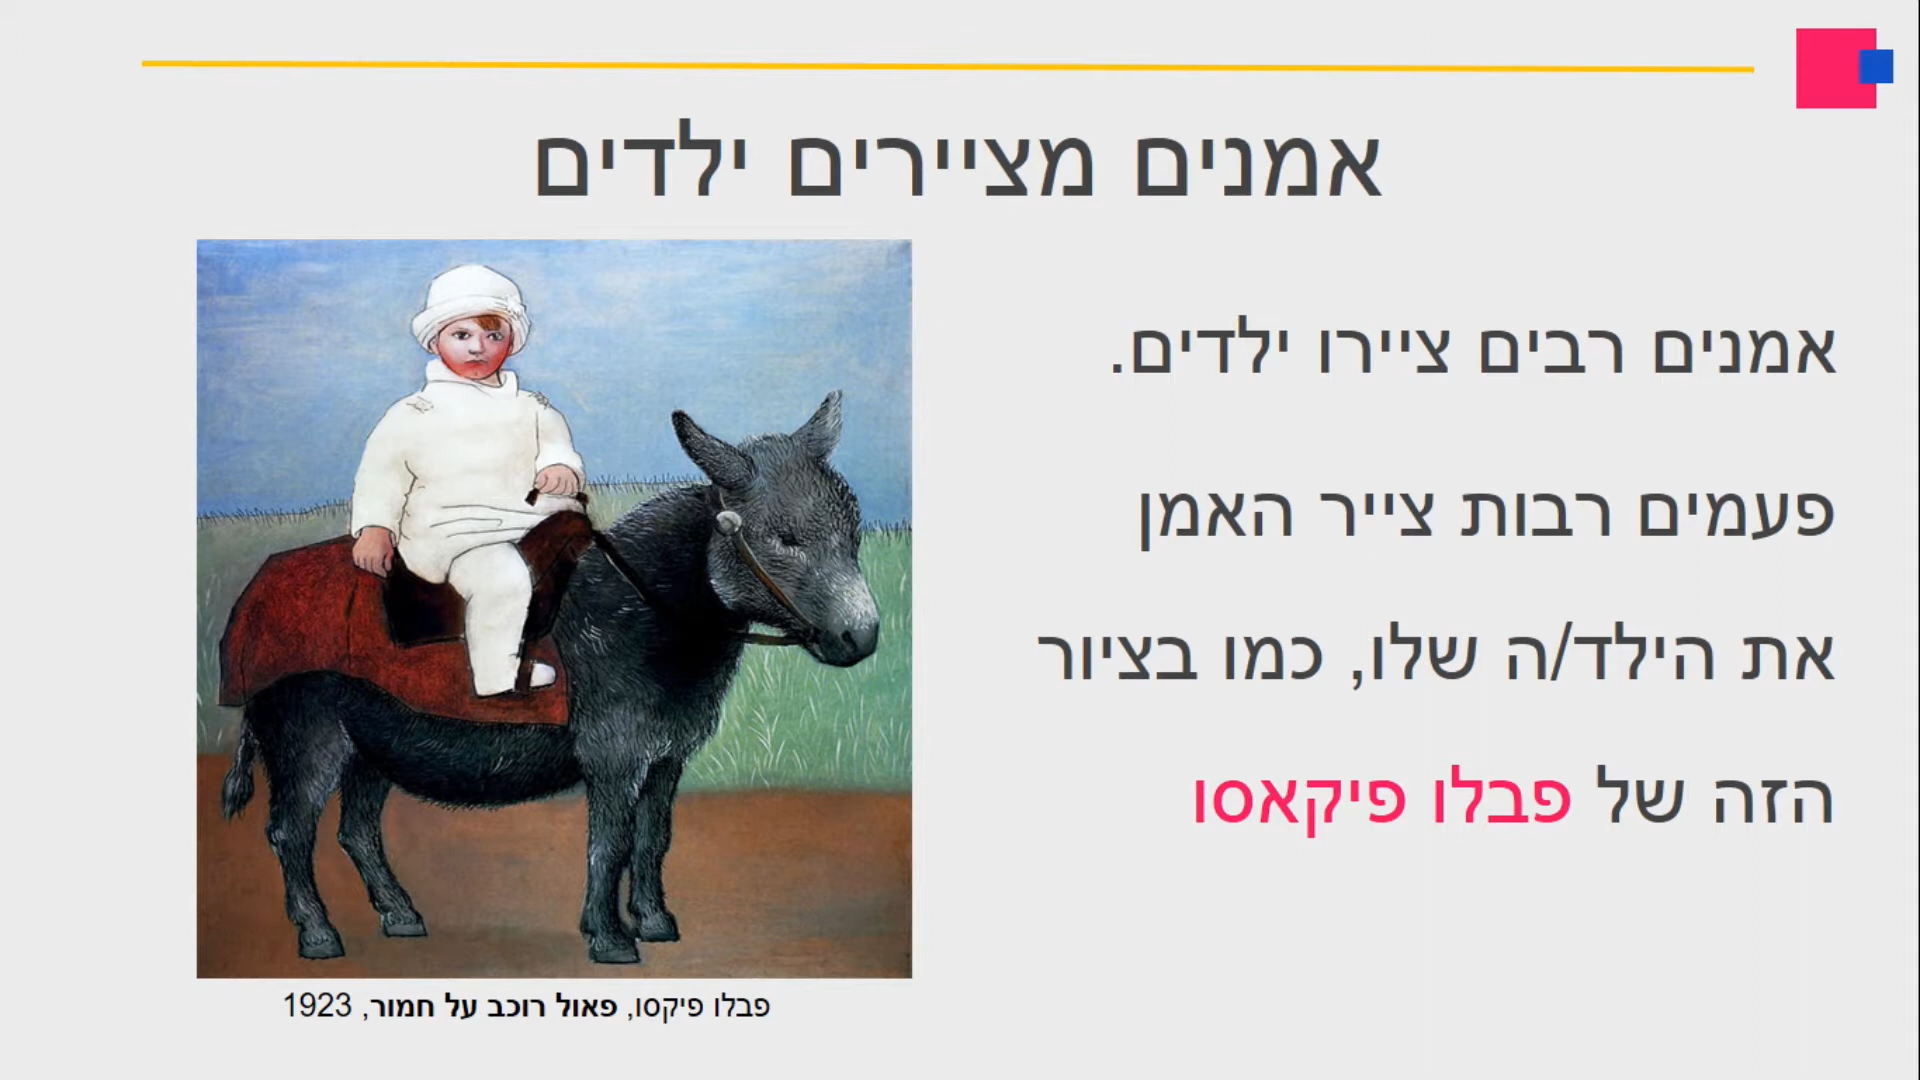 אמנים מציירים ילדים
אמנים רבים ציירו ילדים.
פעמים רבות צייר האמן
את הילד/ה שלו, כמו בציור
הזה של פבלו פיקאסו
פבלו פיקסו, פאול רוכב על חמור, 1923